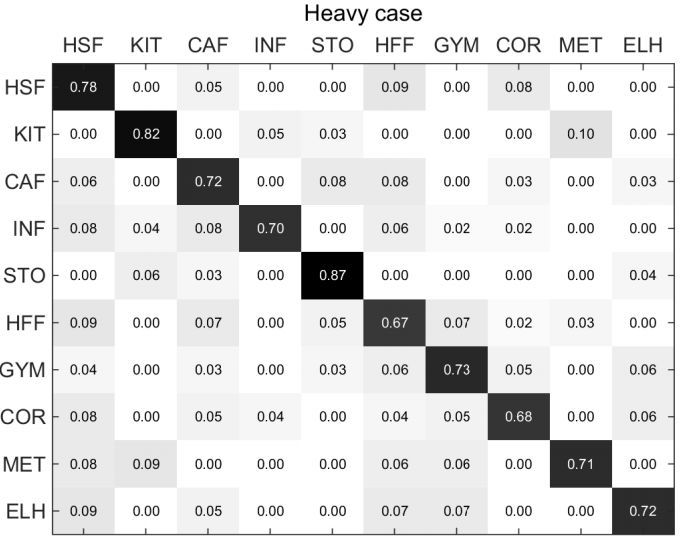 Heavy case
HSF KIT CAF INF STO HFF GYM COR MET ELH
HSF 0.78 0.00 0.05 0.00 0.00 0.09 0.00 0.08 0.00 0.00
KIT 0.00 0.82 0.00 0.05 0.03 0.00 0.00 0.00 0.10 0.00
CAF 0.06 0.00 0.72 0.00 0.08 0.08 0.00 0.03 0.00 0.03
INF 0.08 0.04 0.08 0.70 0.00 0.06 0.02 0.02 0.00 0.00
STO 0.00 0.06 0.03 0.00 0.87 0.00 0.00 0.00 0.00 0.04
HFF 0.09 0.00 0.07 0.00 0.05 0.67 0.07 0.02 0.03 0.00
GYM 0.04 0.00 0.03 0.00 0.03 0.06 0.73 0.05 0.00 0.06
COR 0.08 0.00 0.05 0.04 0.00 0.04 0.05 0.68 0.00 0.06
MET 0.08 0.09 0.00 0.00 0.00 0.06 0.06 0.00 0.71 0.00
ELH 0.09 0.00 0.05 0.00 0.00 0.07 0.07 0.00 0.00 0.72